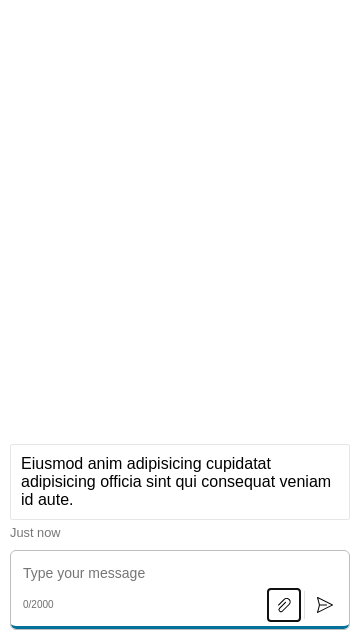 Eiusmod anim adipisicing cupidatat
adipisicing officia sint qui consequat veniam
id aute.
Just now
Type your message
0/2000